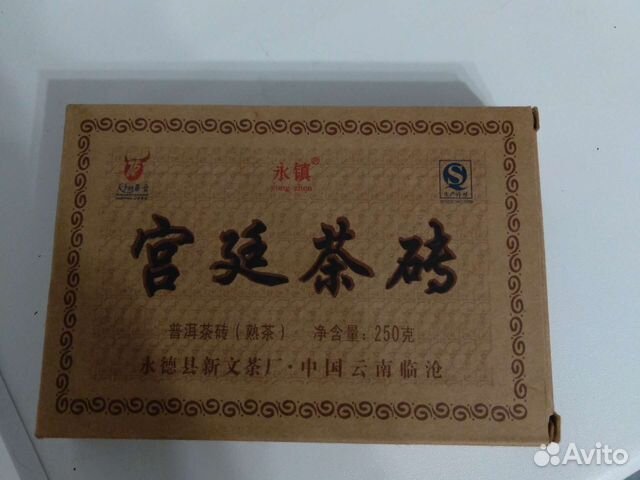 永镇®
yong zhen
宫廷茶砖
普洱茶砖(熟茶) 净含量:250克
永德县新文茶厂·中国云南临沧
Avito